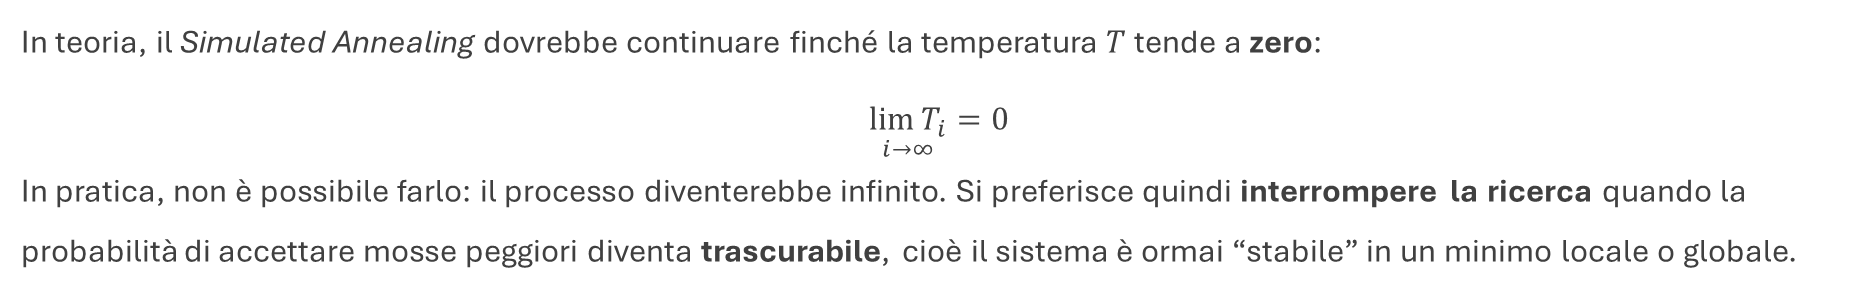 In teoria, il Simulated Annealing dovrebbe continuare finché la temperatura T tende a zero:
lim T_i = 0
i→∞
In pratica, non è possibile farlo: il processo diventerebbe infinito. Si preferisce quindi interrompere la ricerca quando la
probabilità di accettare mosse peggiori diventa trascurabile, cioè il sistema è ormai “stabile” in un minimo locale o globale.